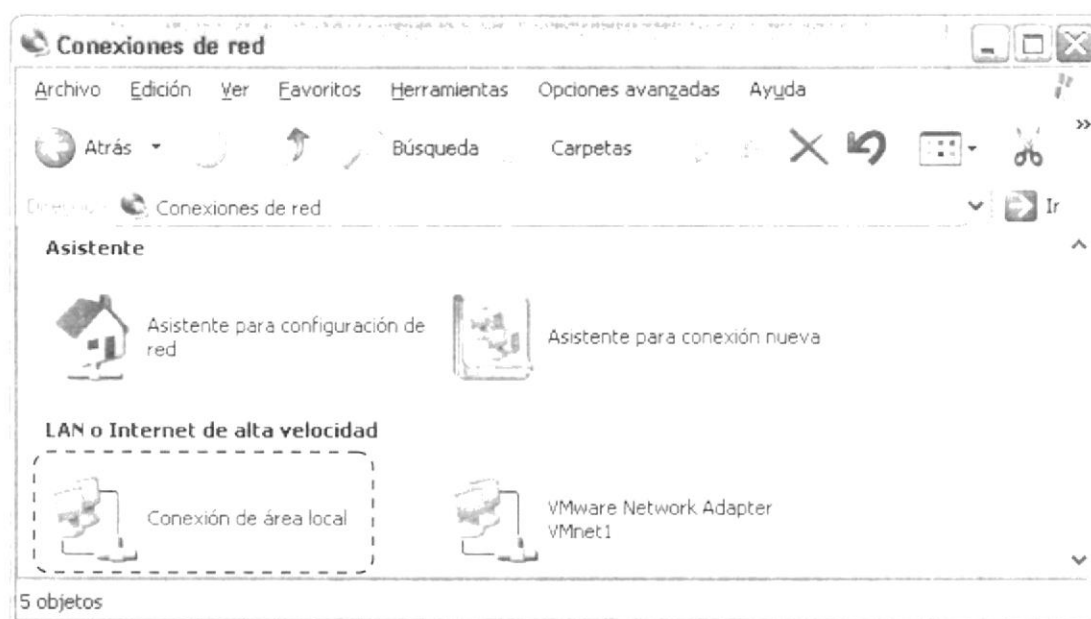 Conexiones de red
Archivo Edición Ver Favoritos Herramientas Opciones avanzadas Ayuda
Atrás Búsqueda Carpetas »
Conexiones de red Ir
Asistente
Asistente para configuración de
red
Asistente para conexión nueva
LAN o Internet de alta velocidad
Conexión de área local
VMware Network Adapter
VMnet1
5 objetos